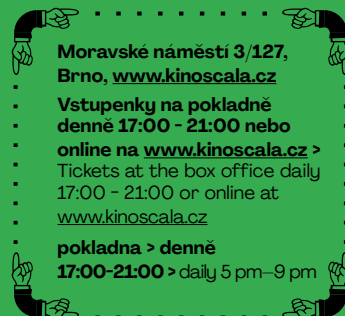 Moravské náměstí 3/127,
Brno, www.kinoscala.cz
Vstupenky na pokladně
denně 17:00 - 21:00 nebo
online na www.kinoscala.cz >
Tickets at the box office daily
17:00 - 21:00 or online at
www.kinoscala.cz
pokladna > denně
17:00-21:00 > daily 5 pm—9 pm